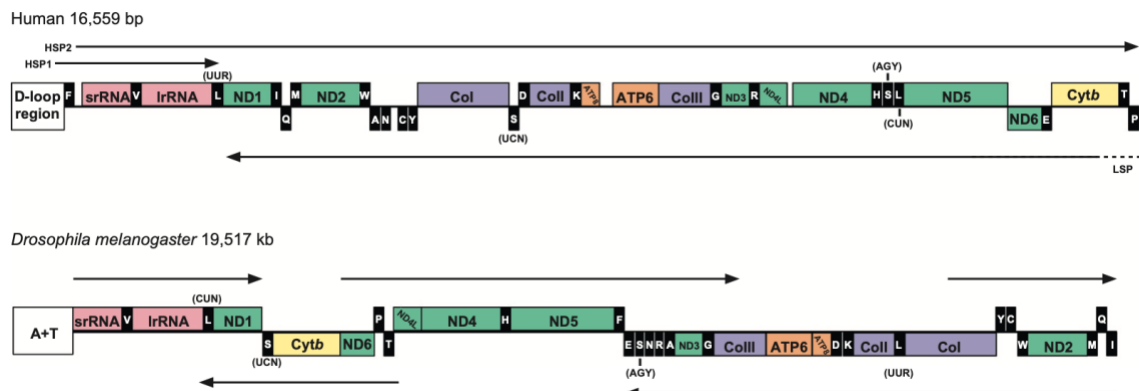 Human 16,559 bp
HSP2
HSP1
(UUR) (AGY)
D-loop region F srRNA V lrRNA L ND1 I M ND2 W CoI D CoII K ATP8 ATP6 CoIII G ND3 R ND4L ND4 H S L ND5 Cytb T
Q A N C Y S ND6 E P
(UCN) (CUN)
LSP
Drosophila melanogaster 19,517 kb
(CUN)
A+T srRNA V lrRNA L ND1 P ND4L ND4 H ND5 F Y C Q
S Cytb ND6 T E S N R A ND3 G CoIII ATP6 ATP8 D K CoII L CoI W ND2 M I
(UCN) (AGY) (UUR)